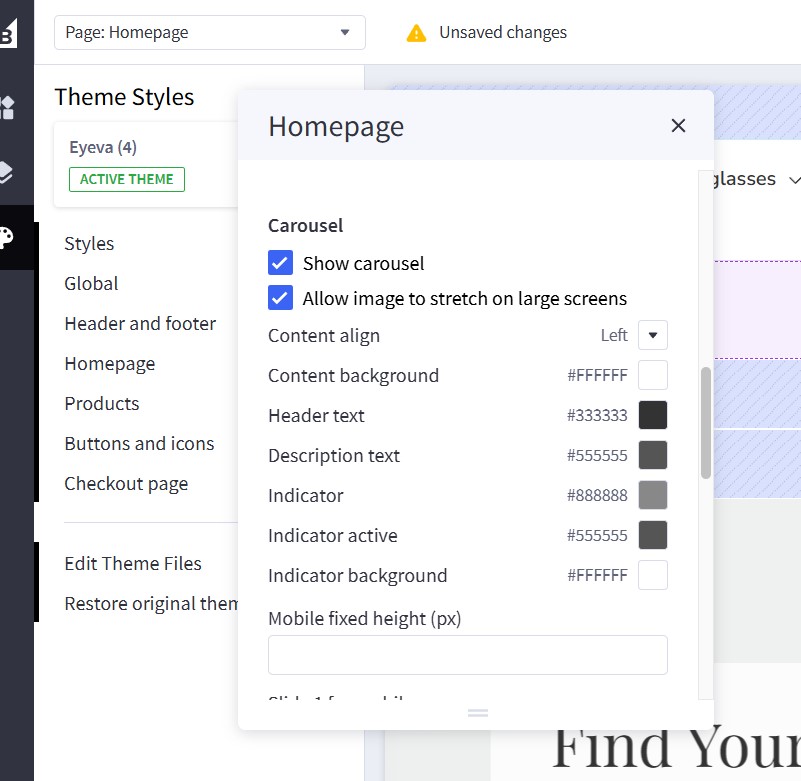 B
Page: Homepage
Unsaved changes
Theme Styles
Eyeva (4)
ACTIVE THEME
Styles
Global
Header and footer
Homepage
Products
Buttons and icons
Checkout page
Edit Theme Files
Restore original them
Homepage
Carousel
Show carousel
Allow image to stretch on large screens
Content align Left
Content background #FFFFFF
Header text #333333
Description text #555555
Indicator #888888
Indicator active #555555
Indicator background #FFFFFF
Mobile fixed height (px)
glasses
Find Your